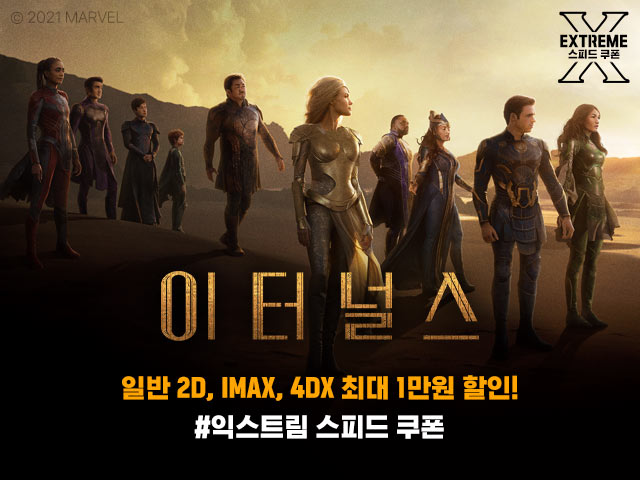 © 2021 MARVEL
EXTREME
스피드 쿠폰
이터널스
일반 2D, IMAX, 4DX 최대 1만원 할인!
#익스트림 스피드 쿠폰